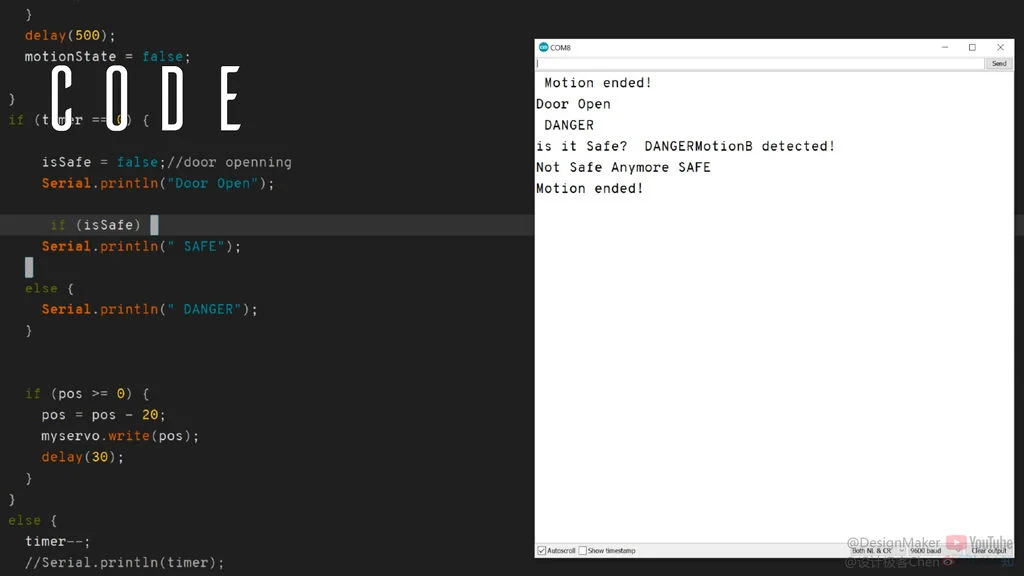 }
delay(500);
motionState = false;
CODE
}
if (timer == 0) {
isSafe = false;//door openning
Serial.println("Door Open");
if (isSafe)
Serial.println(" SAFE");
else {
Serial.println(" DANGER");
}
if (pos >= 0) {
pos = pos - 20;
myservo.write(pos);
delay(30);
}
}
else {
timer--;
//Serial.println(timer);
COM8
Send
Motion ended!
Door Open
DANGER
is it Safe?  DANGERMotionB detected!
Not Safe Anymore SAFE
Motion ended!
Autoscroll Show timestamp
Both NL & CR 9600 baud Clear output
@DesignMaker YouTube
@设计极客Chen